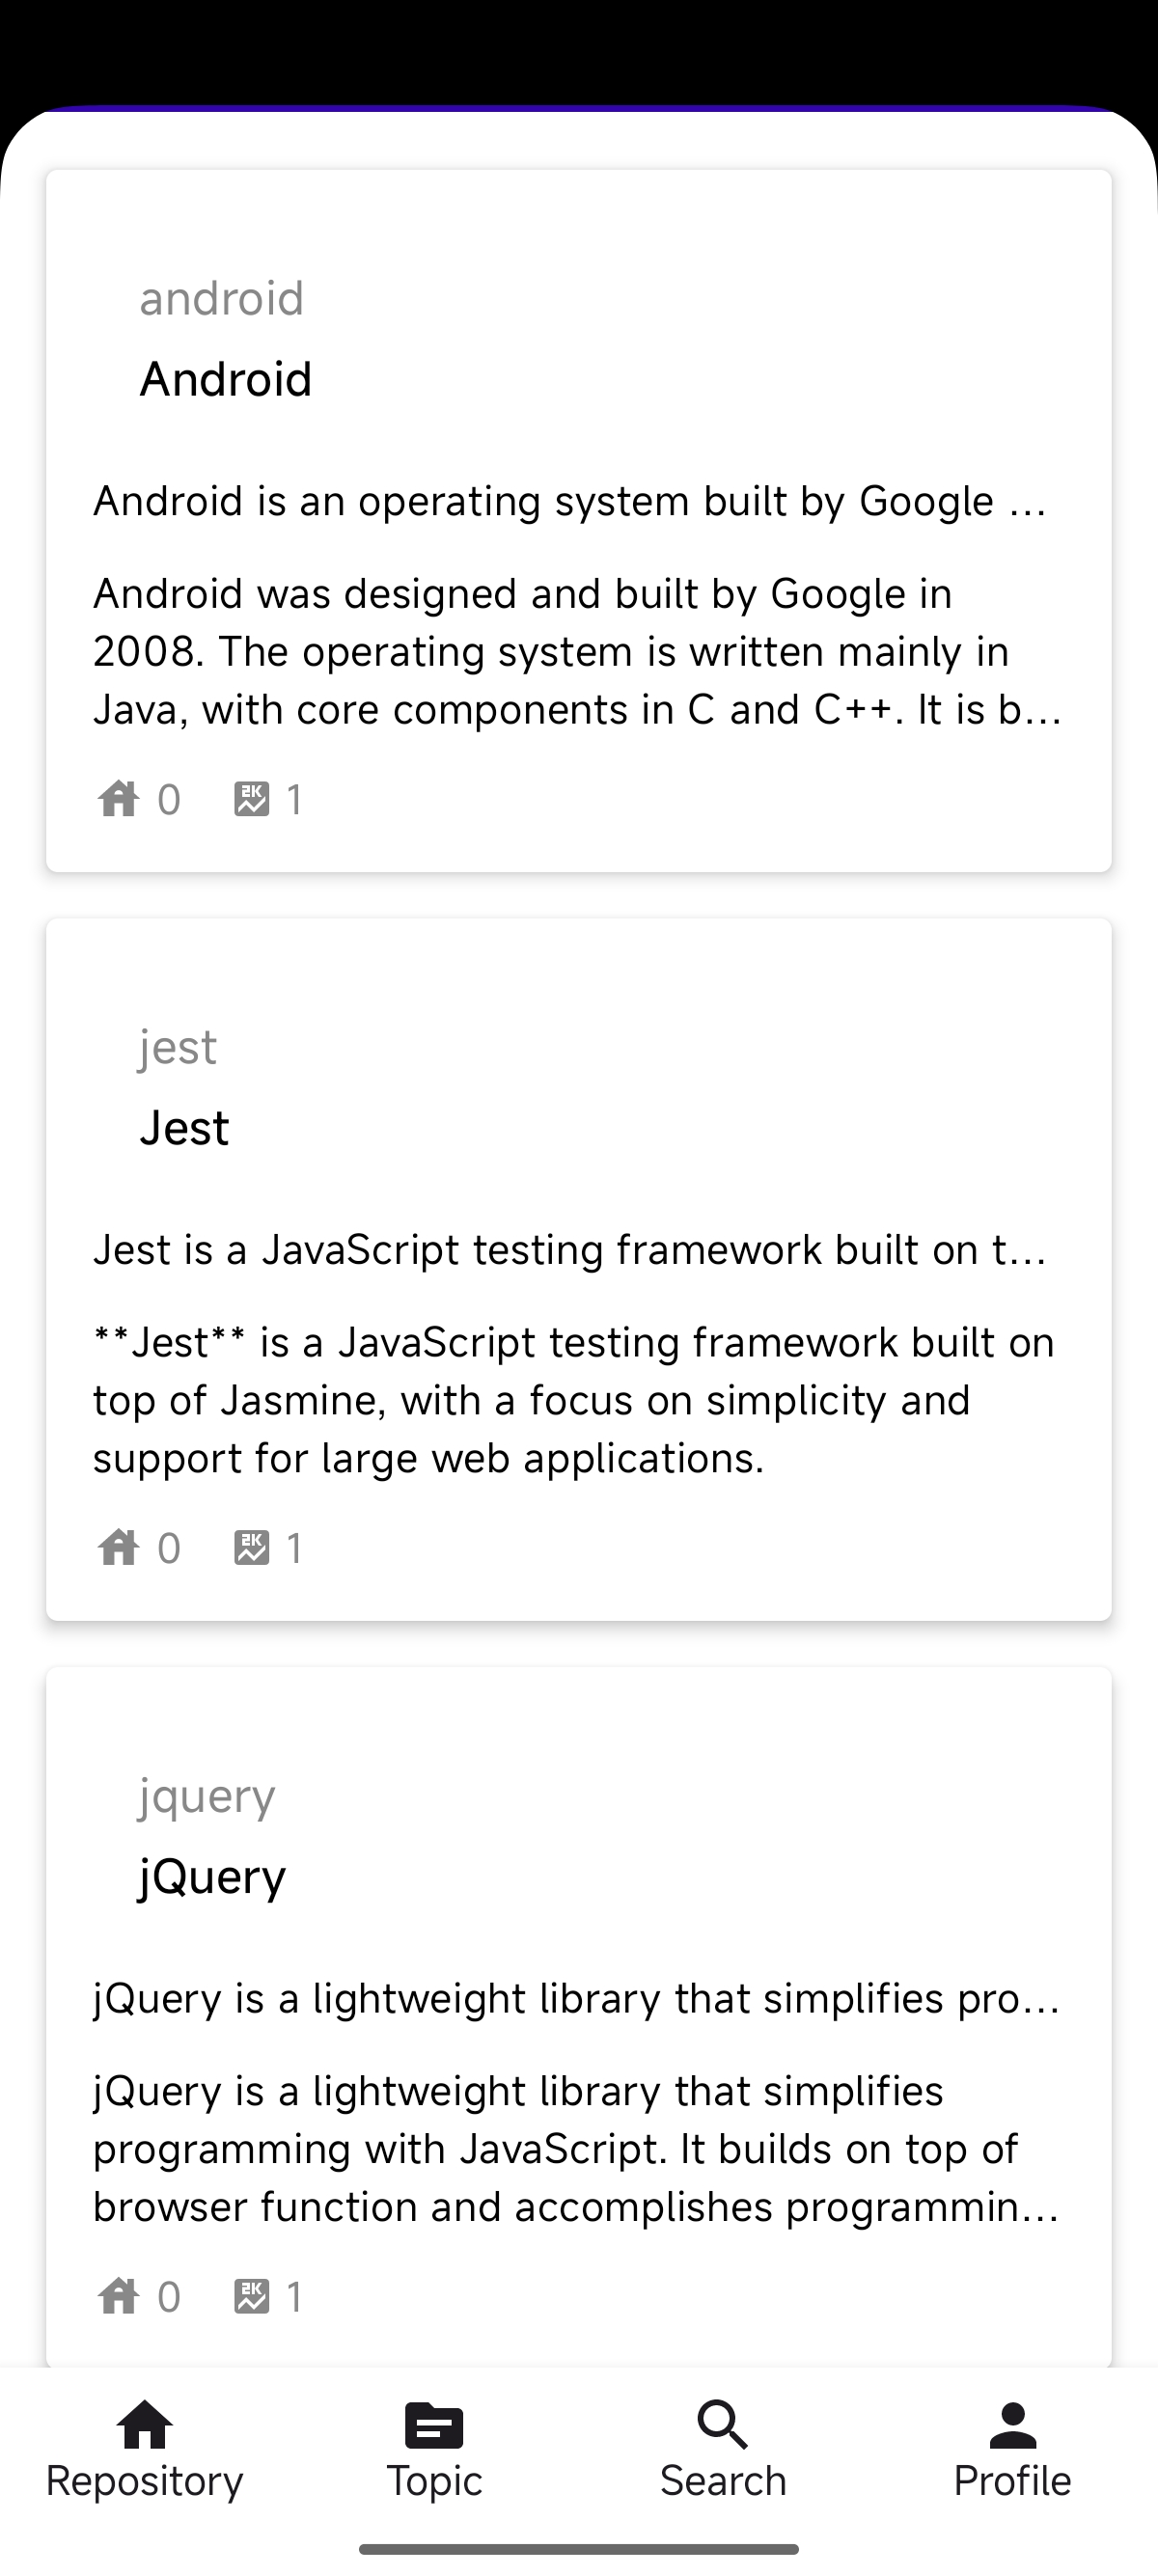 android
Android
Android is an operating system built by Google ...
Android was designed and built by Google in
2008. The operating system is written mainly in
Java, with core components in C and C++. It is b...
0 2K 1
jest
Jest
Jest is a JavaScript testing framework built on t...
**Jest** is a JavaScript testing framework built on
top of Jasmine, with a focus on simplicity and
support for large web applications.
0 2K 1
jquery
jQuery
jQuery is a lightweight library that simplifies pro...
jQuery is a lightweight library that simplifies
programming with JavaScript. It builds on top of
browser function and accomplishes programmin...
0 2K 1
Repository Topic Search Profile